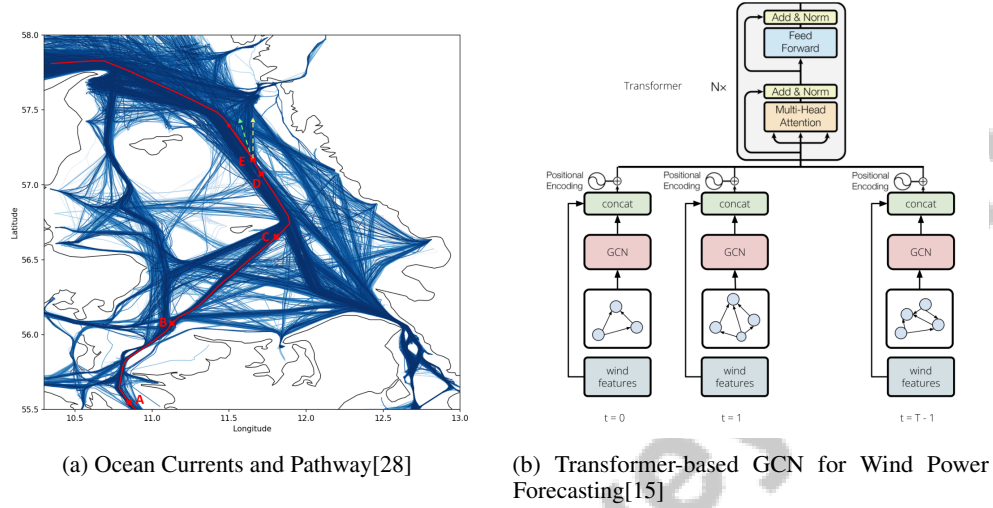 58.0
57.5
57.0
56.5
56.0
55.5
10.5
11.0
11.5
12.0
12.5
13.0
Latitude
Longitude
E
D
C
B
A
(a) Ocean Currents and Pathway[28]
Add & Norm
Feed
Forward
Transformer
N×
Add & Norm
Multi-Head
Attention
Positional
Encoding
Positional
Encoding
Positional
Encoding
concat
concat
concat
GCN
GCN
GCN
wind
features
wind
features
wind
features
t = 0
t = 1
t = T - 1
(b) Transformer-based GCN for Wind Power
Forecasting[15]